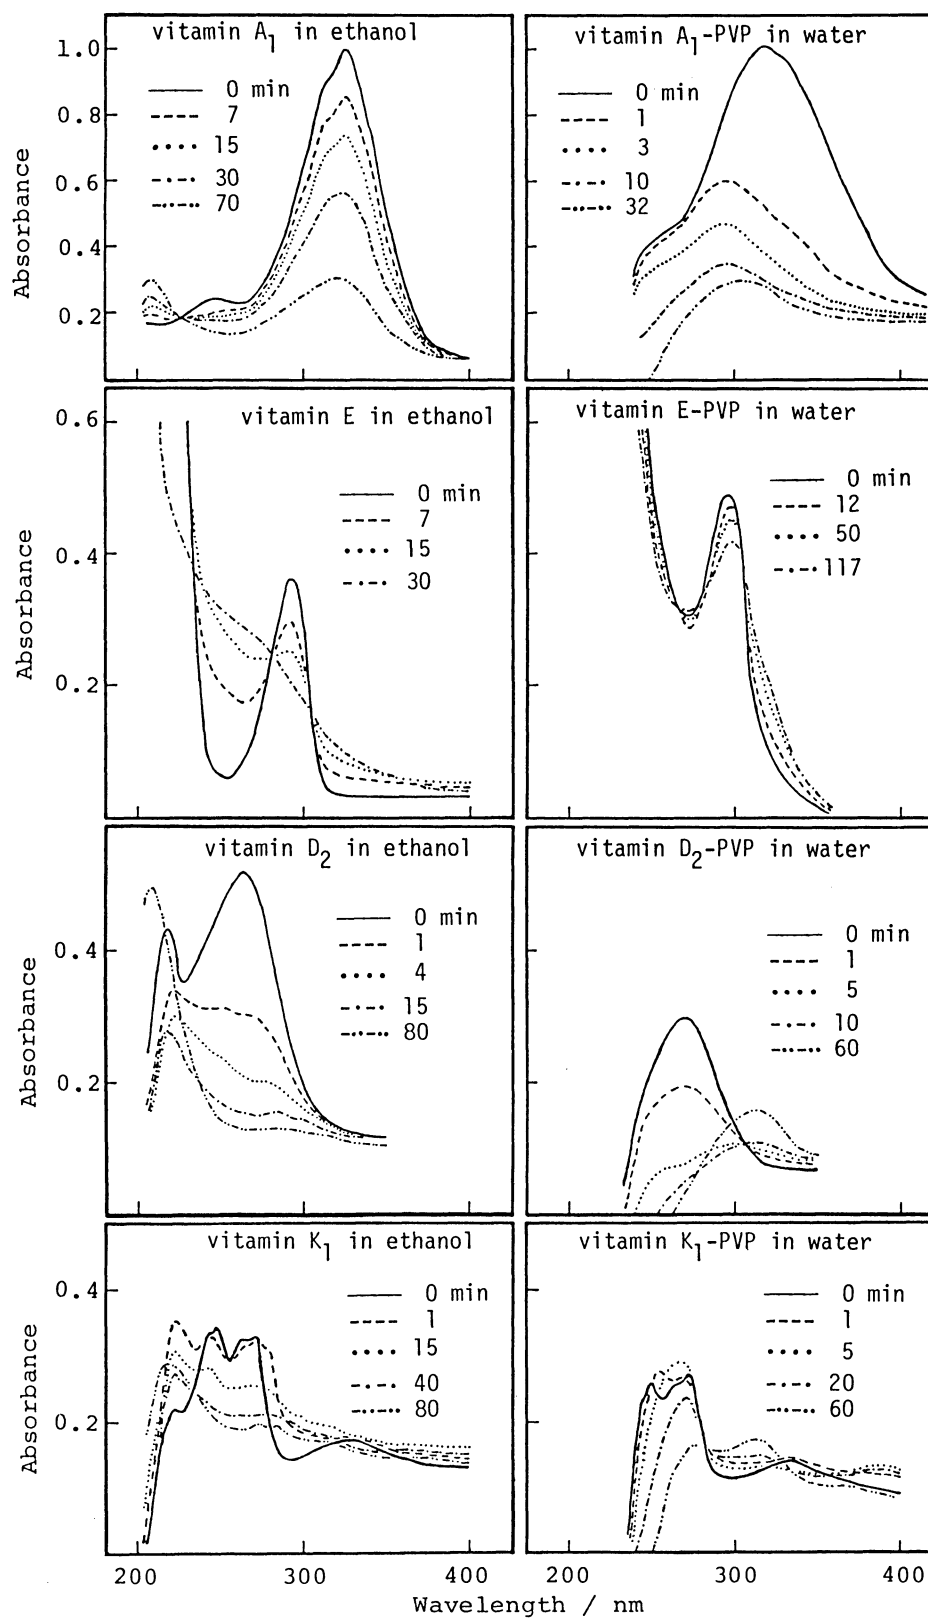 vitamin A1 in ethanol
1.0
0.8
0.6
0.4
0.2
Absorbance
0 min
7
15
30
70
vitamin A1-PVP in water
0 min
1
3
10
32
vitamin E in ethanol
0.6
0.4
0.2
Absorbance
0 min
7
15
30
vitamin E-PVP in water
0 min
12
50
117
vitamin D2 in ethanol
0.4
0.2
Absorbance
0 min
1
4
15
80
vitamin D2-PVP in water
0 min
1
5
10
60
vitamin K1 in ethanol
0.4
0.2
Absorbance
0 min
1
15
40
80
vitamin K1-PVP in water
0 min
1
5
20
60
200 300 400 200 300 400
Wavelength / nm